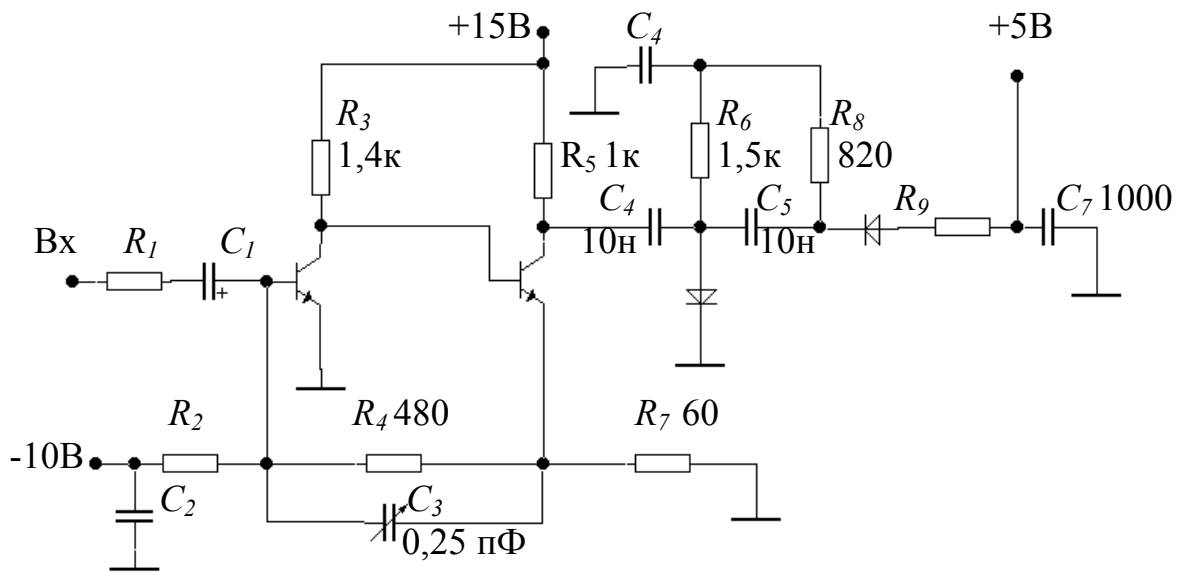 +15В
C4
+5В
R3
1,4к
R5 1к
R6
1,5к
R8
820
C4
10н
C5
10н
R9
C7 1000
Вх
R1
C1
+
R2
R4 480
R7 60
-10В
C2
C3
0,25 пФ